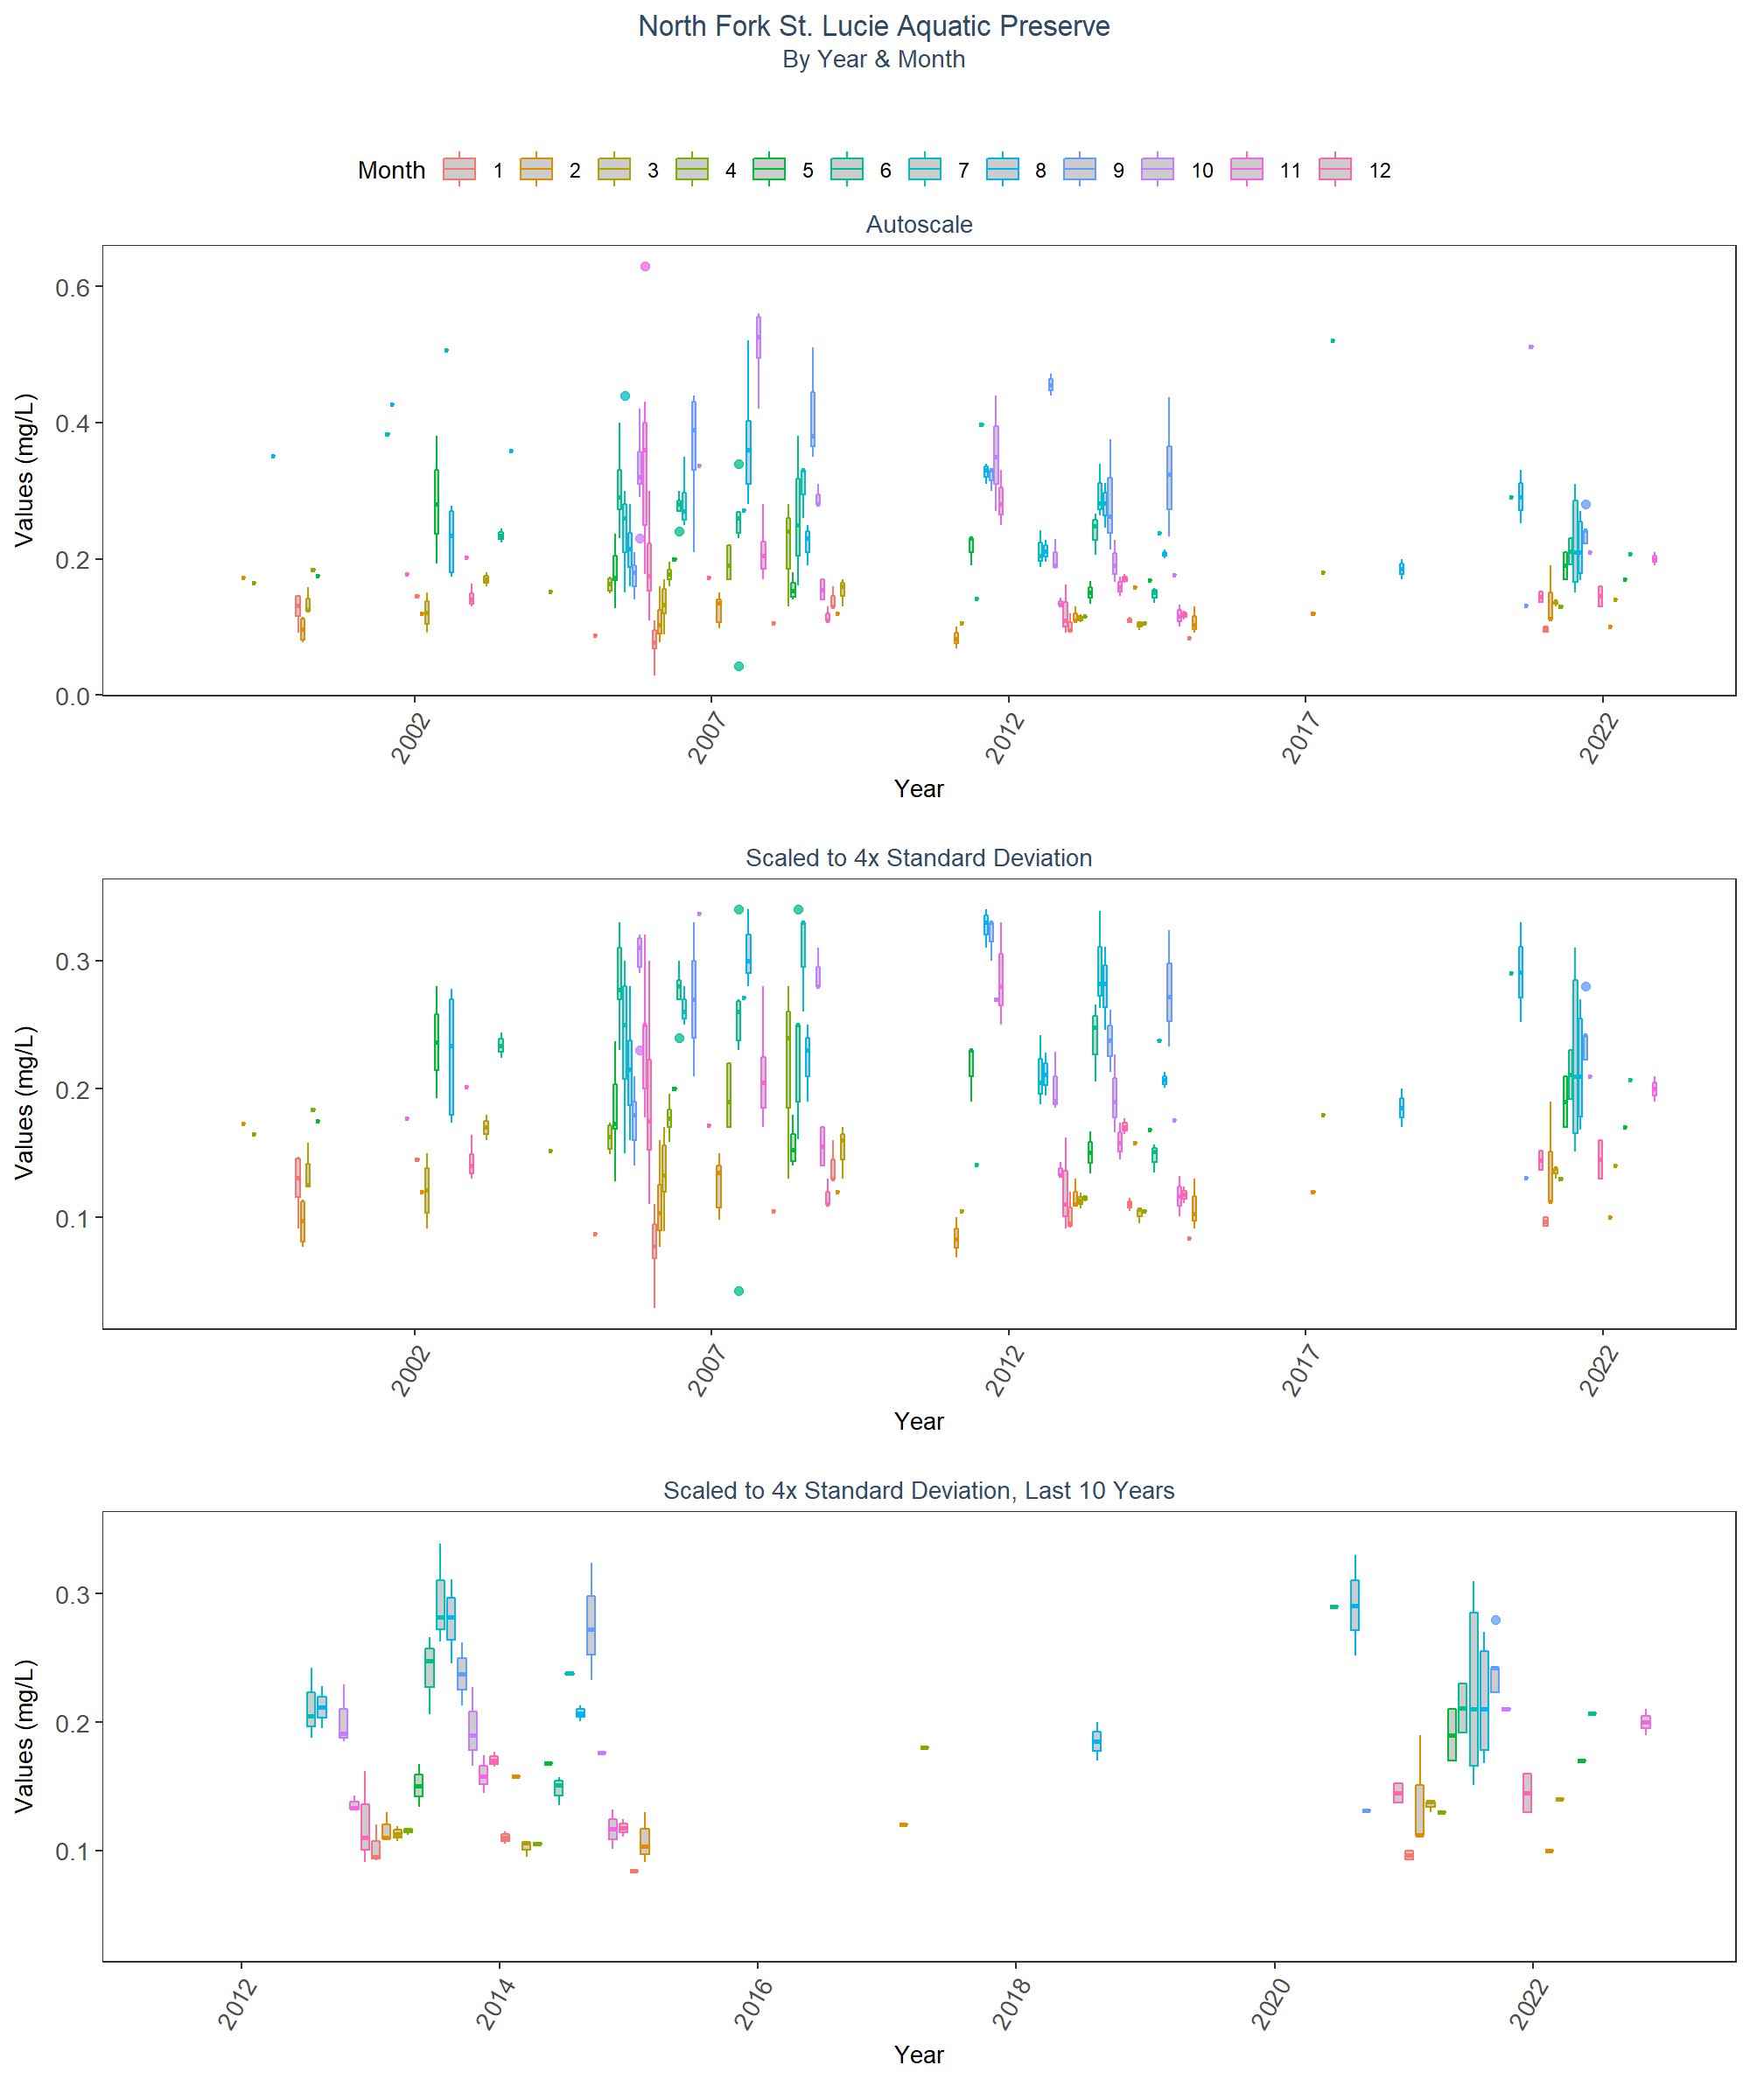 North Fork St. Lucie Aquatic Preserve
By Year & Month
Month 1 2 3 4 5 6 7 8 9 10 11 12
Autoscale
Values (mg/L)
0.6
0.4
0.2
0.0
2002 2007 2012 2017 2022
Year
Scaled to 4x Standard Deviation
Values (mg/L)
0.3
0.2
0.1
2002 2007 2012 2017 2022
Year
Scaled to 4x Standard Deviation, Last 10 Years
Values (mg/L)
0.3
0.2
0.1
2012 2014 2016 2018 2020 2022
Year